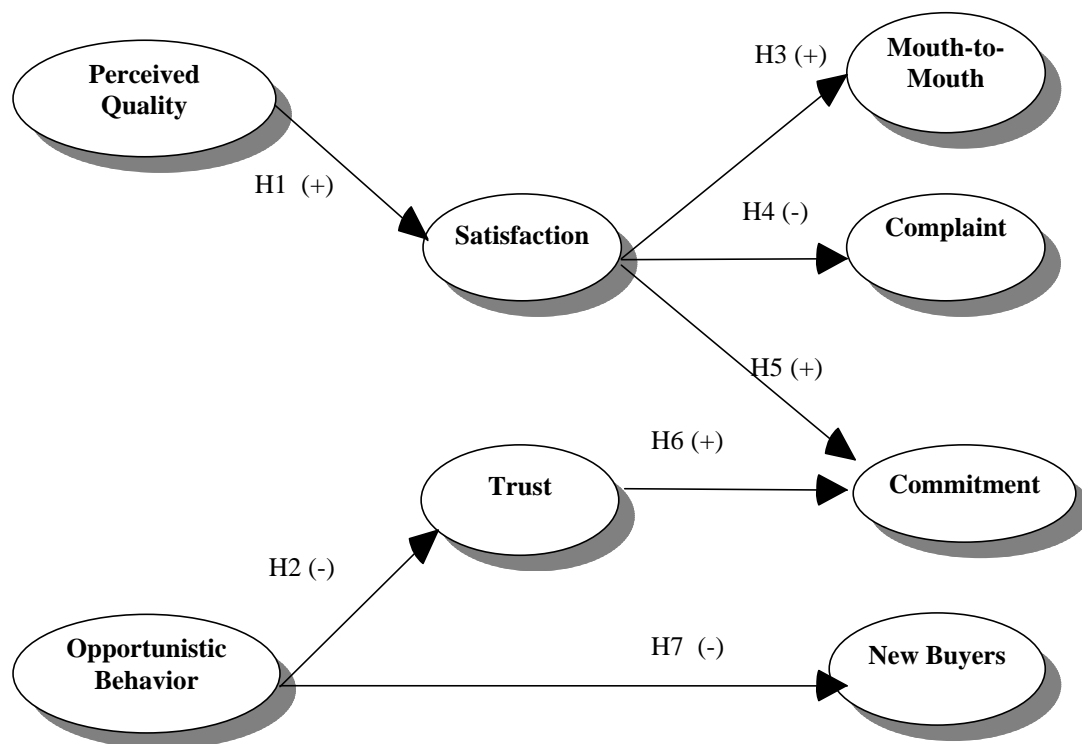 Perceived
Quality
H1 (+)
Satisfaction
H3 (+)
Mouth-to-
Mouth
H4 (-)
Complaint
H5 (+)
H6 (+)
Trust
Commitment
H2 (-)
Opportunistic
Behavior
H7 (-)
New Buyers